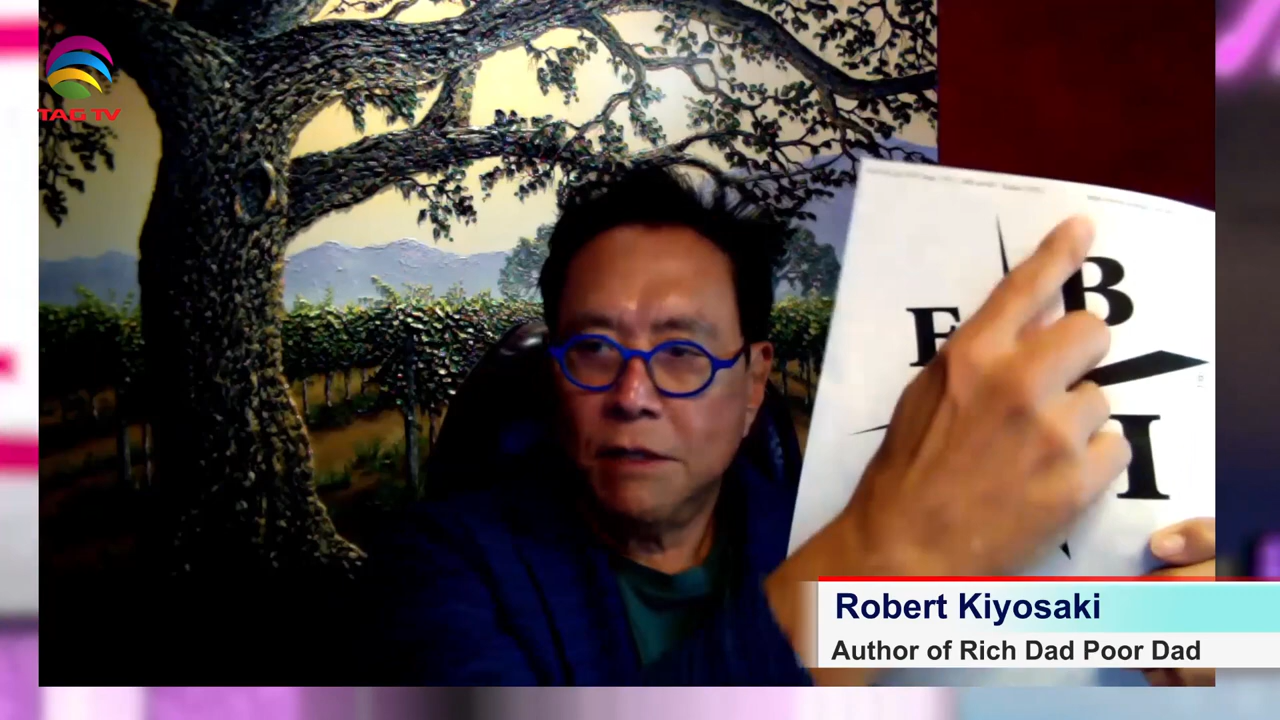 TAG TV
B
E
I
Robert Kiyosaki
Author of Rich Dad Poor Dad